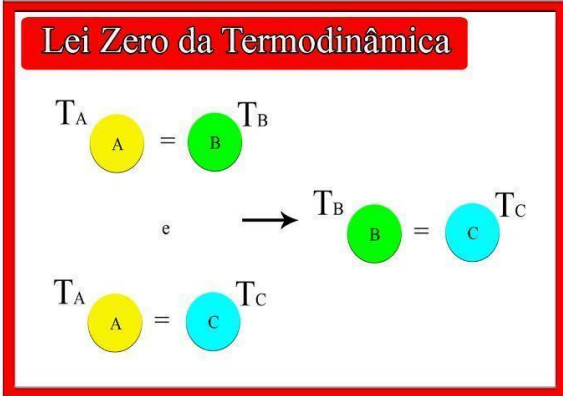 Lei Zero da Termodinâmica
TA A = B TB
e
TB B = C TC
TA A = C TC